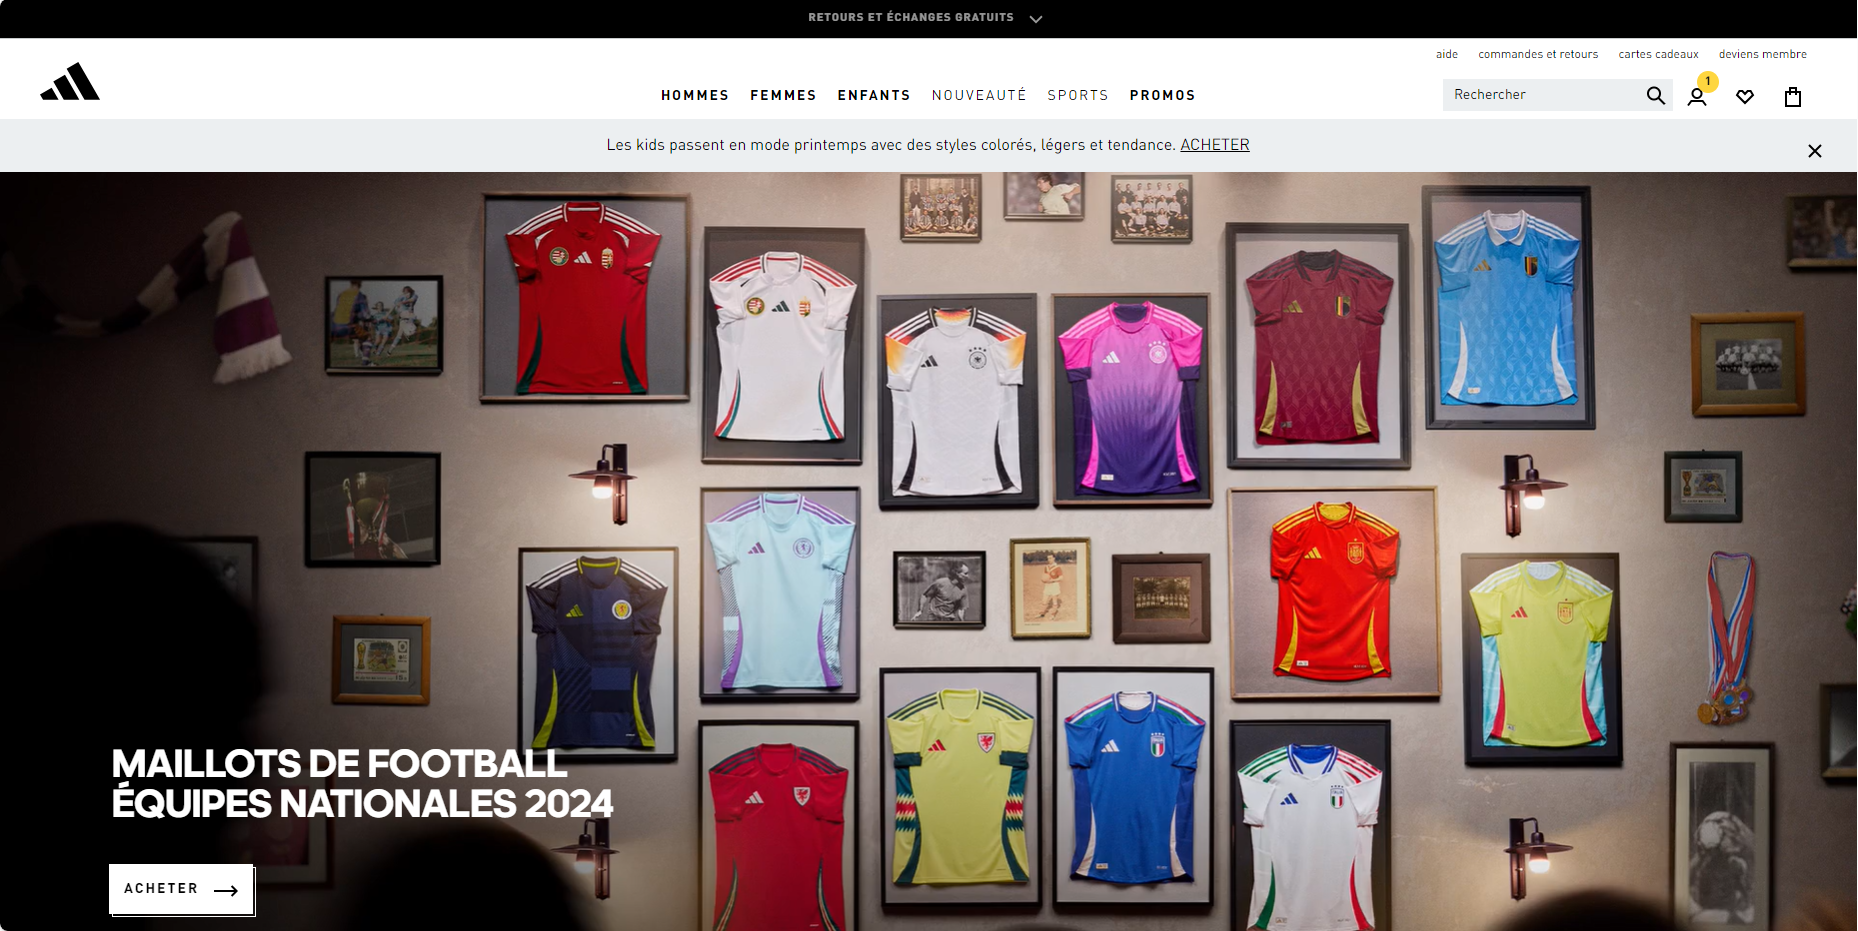 RETOURS ET ÉCHANGES GRATUITS
aide commandes et retours cartes cadeaux deviens membre
HOMMES FEMMES ENFANTS NOUVEAUTÉ SPORTS PROMOS
Rechercher
1
Les kids passent en mode printemps avec des styles colorés, légers et tendance. ACHETER
MAILLOTS DE FOOTBALL
ÉQUIPES NATIONALES 2024
ACHETER